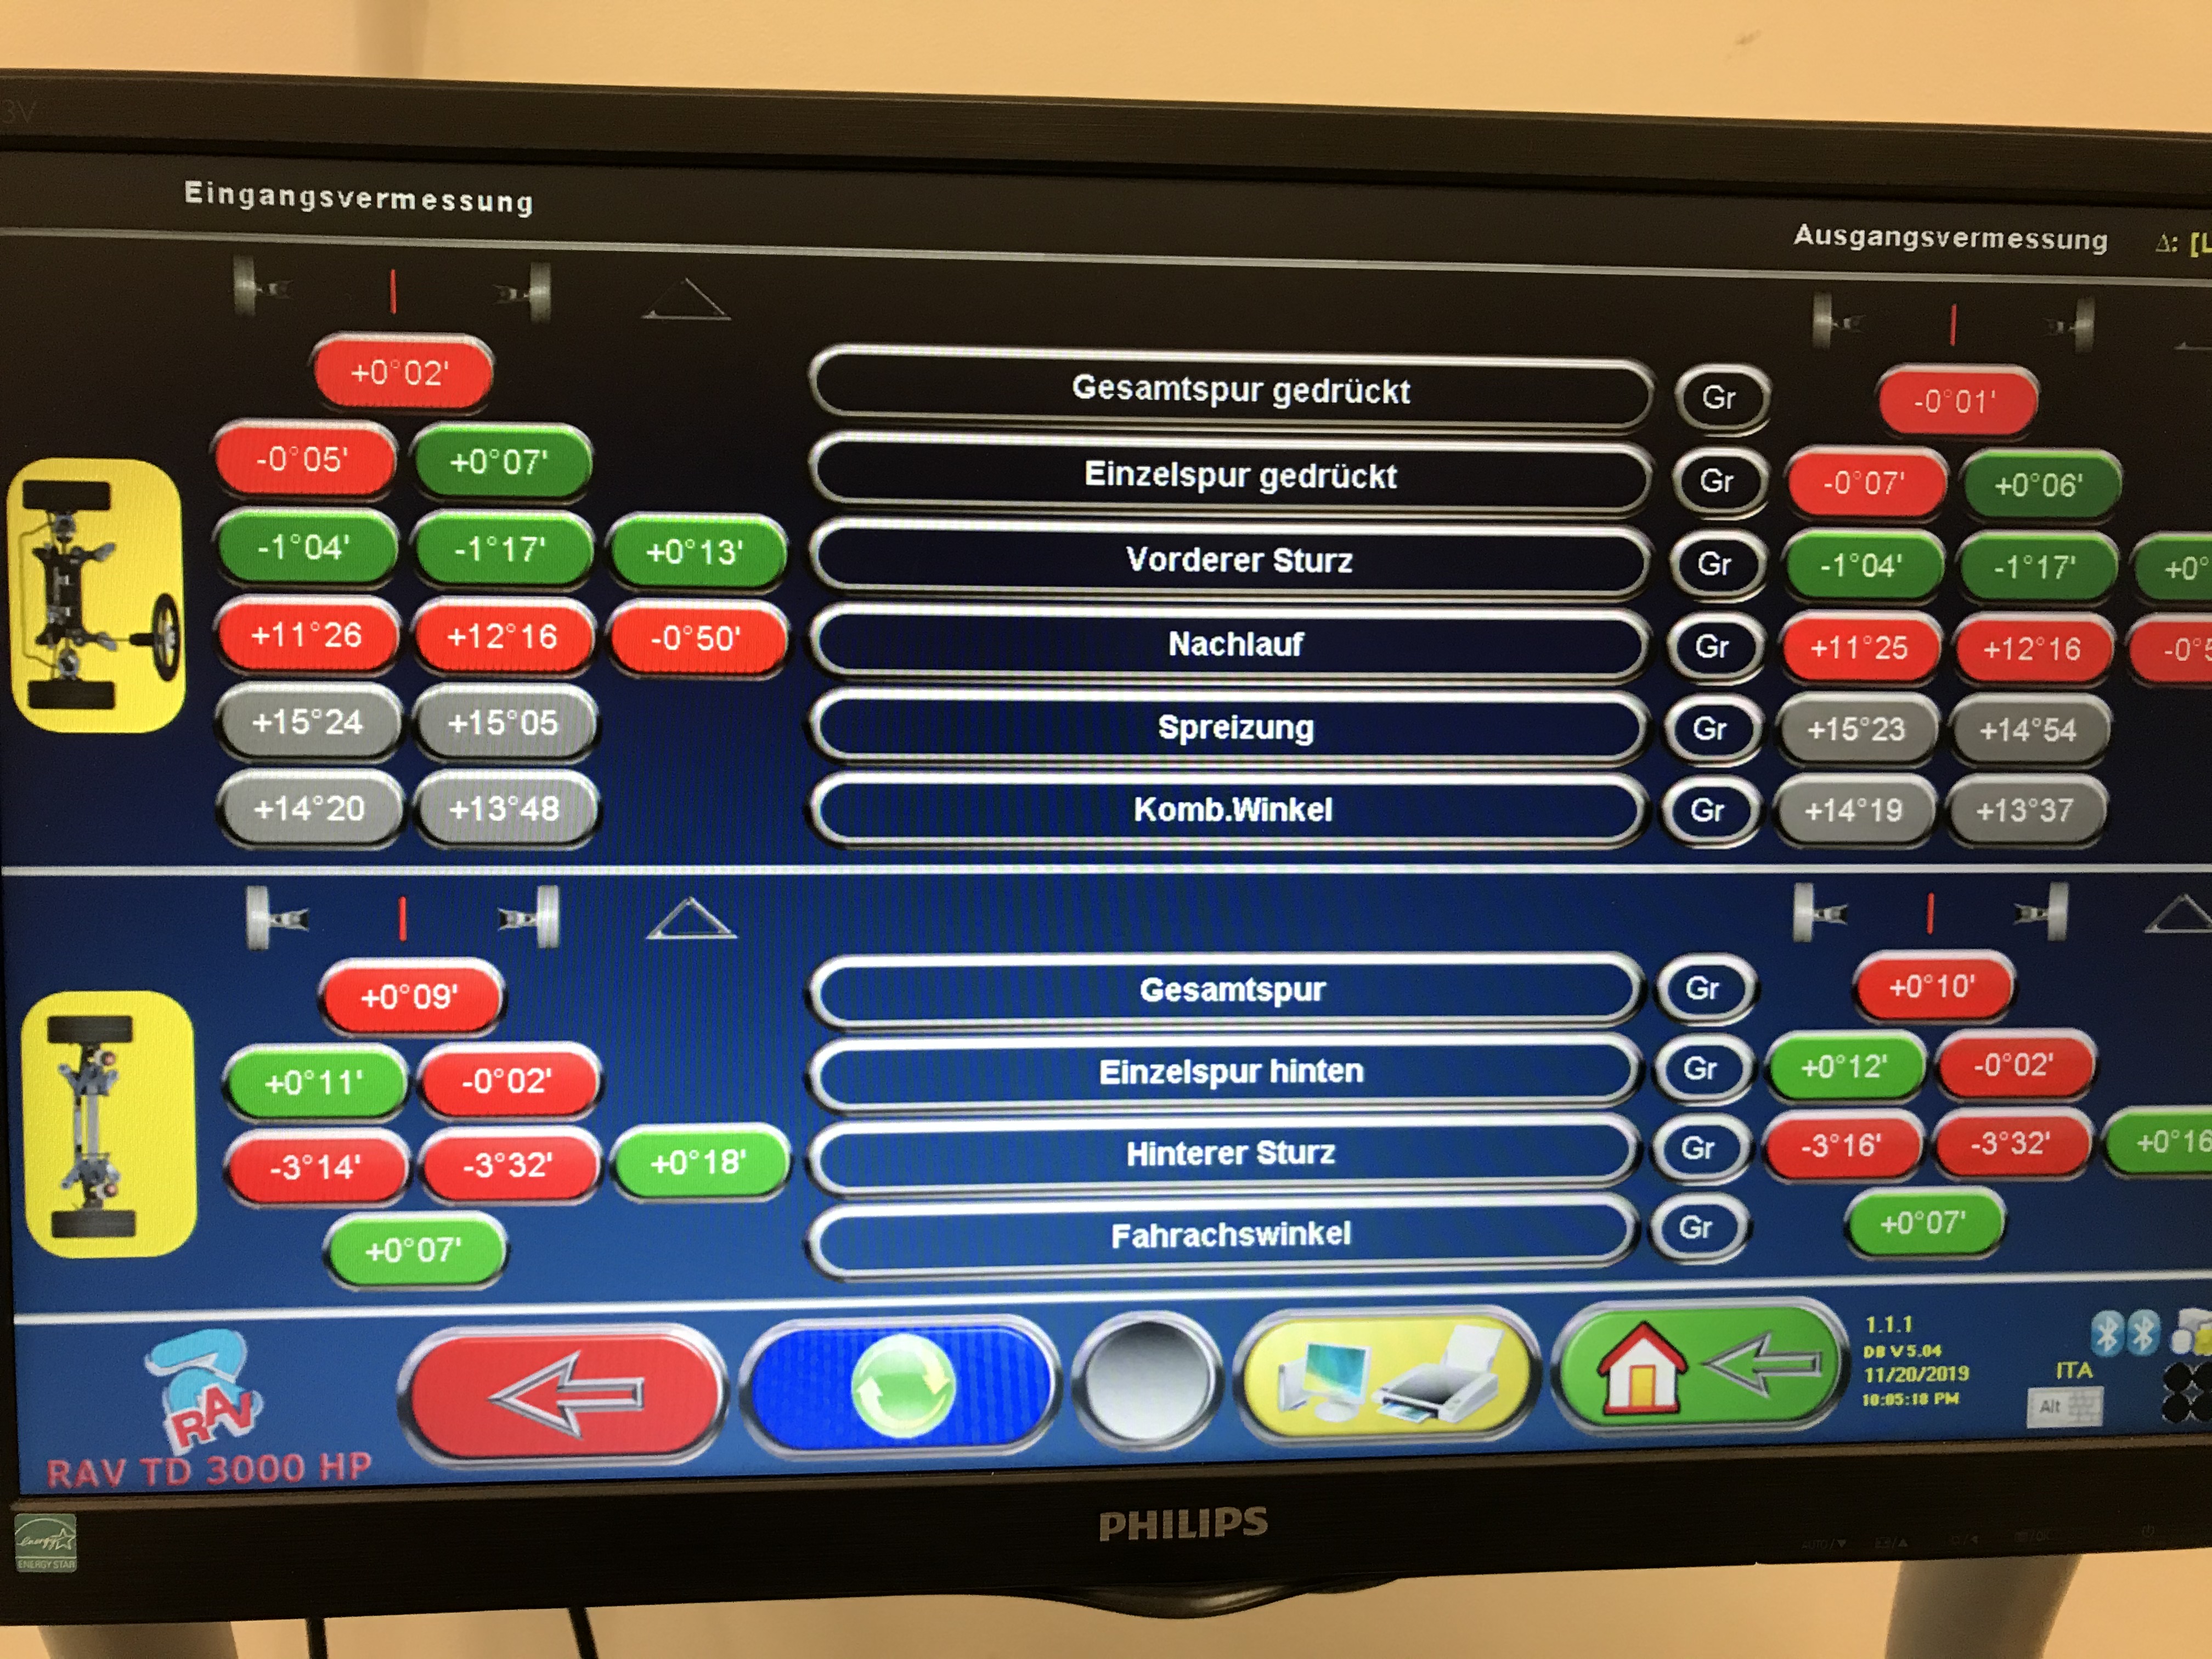 Eingangsvermessung
Ausgangsvermessung Δ: [L
+0°02' Gesamtspur gedrückt Gr -0°01'
-0°05' +0°07' Einzelspur gedrückt Gr -0°07' +0°06'
-1°04' -1°17' +0°13' Vorderer Sturz Gr -1°04' -1°17' +0°
+11°26 +12°16 -0°50' Nachlauf Gr +11°25 +12°16 -0°5
+15°24 +15°05 Spreizung Gr +15°23 +14°54
+14°20 +13°48 Komb.Winkel Gr +14°19 +13°37
+0°09' Gesamtspur Gr +0°10'
+0°11' -0°02' Einzelspur hinten Gr +0°12' -0°02'
-3°14' -3°32' +0°18' Hinterer Sturz Gr -3°16' -3°32' +0°16
+0°07' Fahrachswinkel Gr +0°07'
1.1.1
DB V 5.04
11/20/2019
10:05:18 PM
ITA
Alt
RAV
RAV TD 3000 HP
PHILIPS
energy
ENERGY STAR